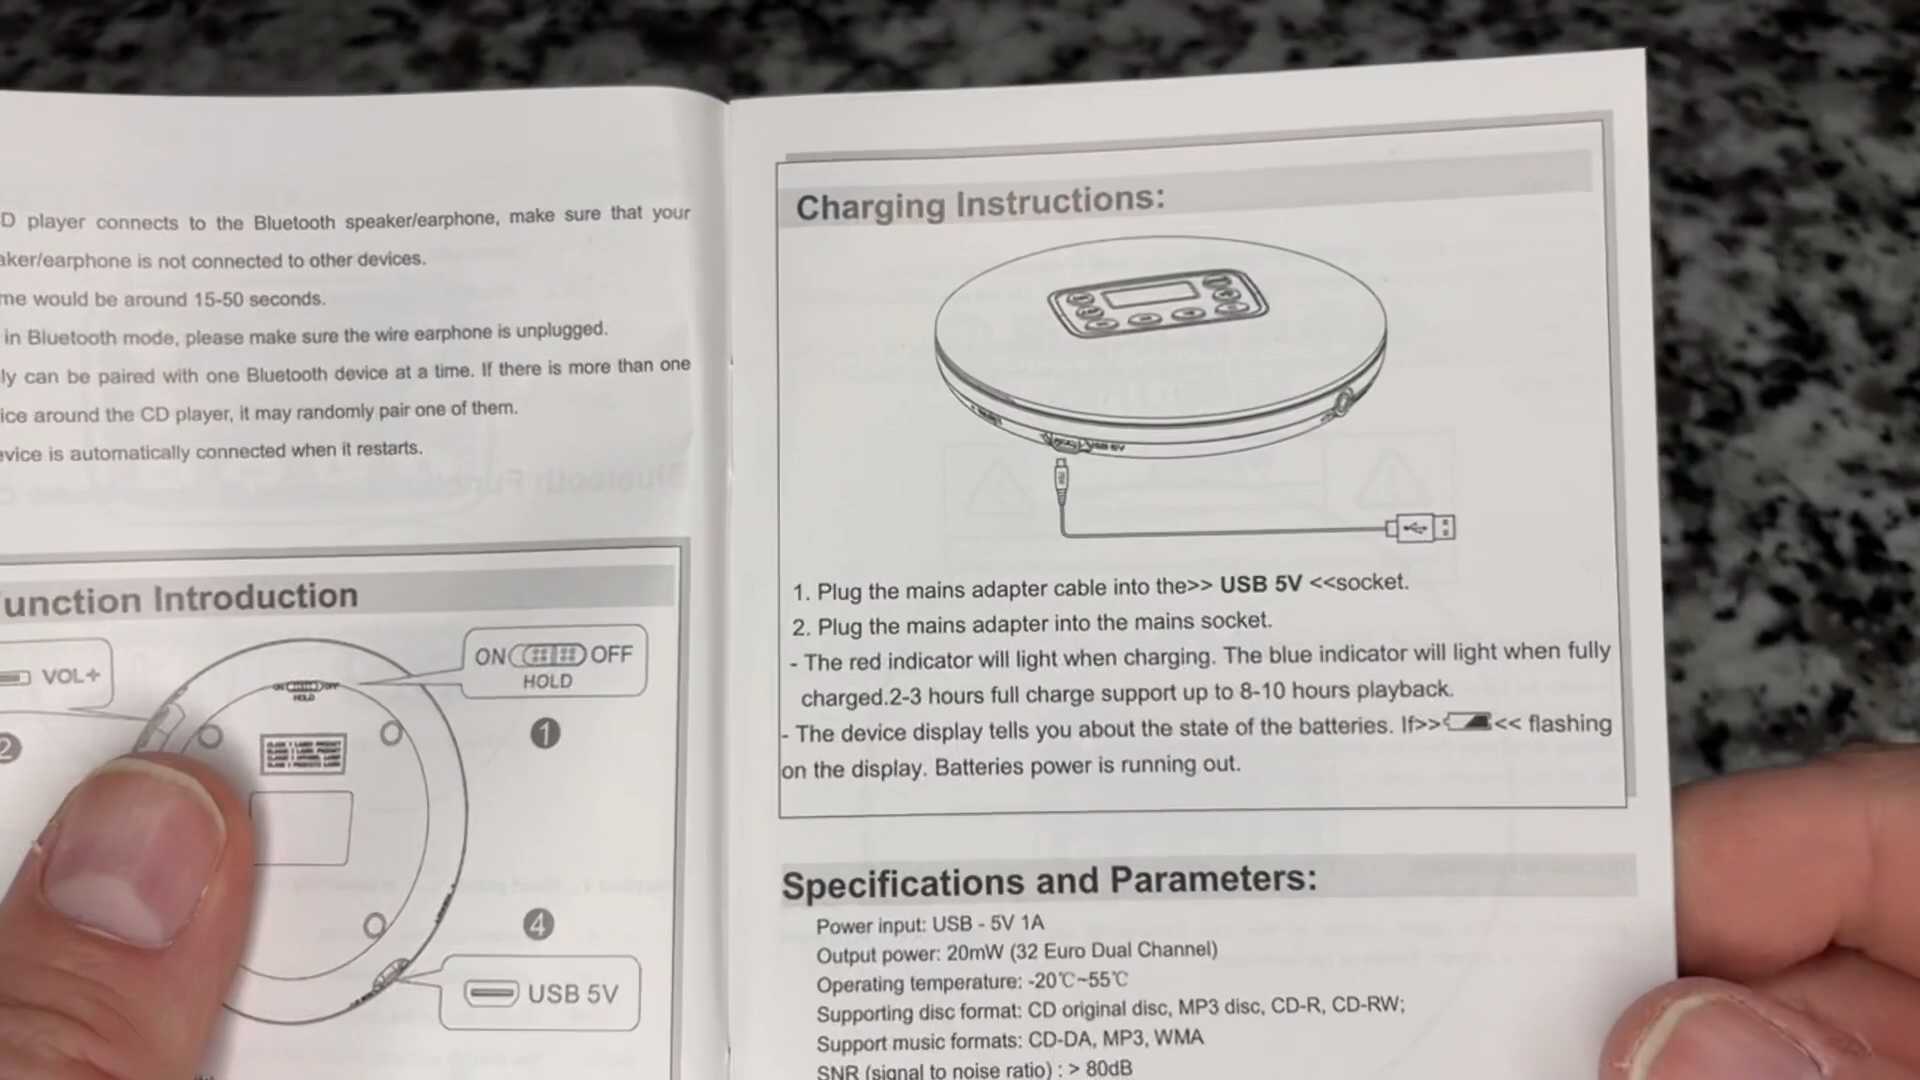 D player connects to the Bluetooth speaker/earphone, make sure that your
aker/earphone is not connected to other devices.
me would be around 15-50 seconds.
in Bluetooth mode, please make sure the wire earphone is unplugged.
ly can be paired with one Bluetooth device at a time. If there is more than one
ice around the CD player, it may randomly pair one of them.
evice is automatically connected when it restarts.
unction Introduction
VOL+
ON OFF
HOLD
1
2
ON OFF
HOLD
4
USB 5V
Charging Instructions:
USB 5V
1. Plug the mains adapter cable into the>> USB 5V <<socket.
2. Plug the mains adapter into the mains socket.
- The red indicator will light when charging. The blue indicator will light when fully
charged.2-3 hours full charge support up to 8-10 hours playback.
- The device display tells you about the state of the batteries. If>> << flashing
on the display. Batteries power is running out.
Specifications and Parameters:
Power input: USB - 5V 1A
Output power: 20mW (32 Euro Dual Channel)
Operating temperature: -20℃~55℃
Supporting disc format: CD original disc, MP3 disc, CD-R, CD-RW;
Support music formats: CD-DA, MP3, WMA
SNR (signal to noise ratio) : > 80dB